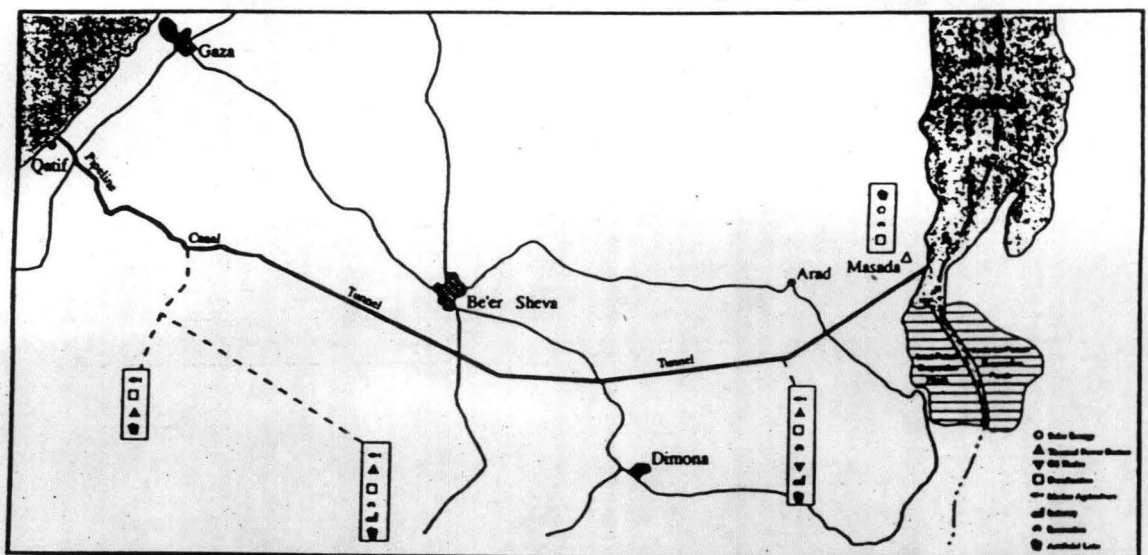 Gaza
Qatif
Pipeline
Canal
Tunnel
Be'er Sheva
Arad
Masada
Tunnel
Dimona
Solar Energy
Thermal Power Station
Oil Shales
Desalination
Marine Agriculture
Industry
Recreation
Artificial Lake